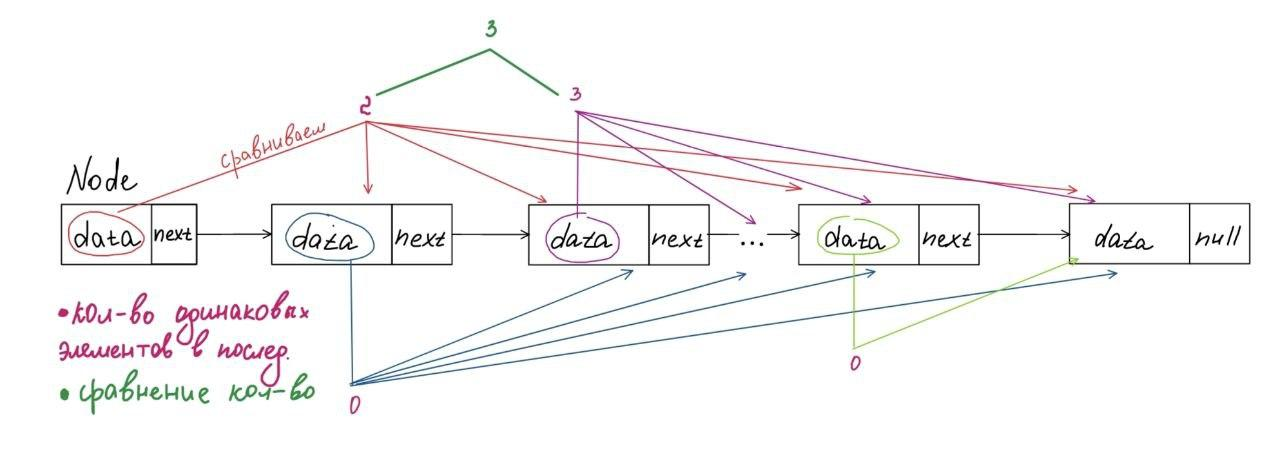 3
2
3
сравниваем
Node
data next
data next
data next
...
data next
data null
• кол-во одинаковых
элементов в послед.
• сравнение кол-во
0
0